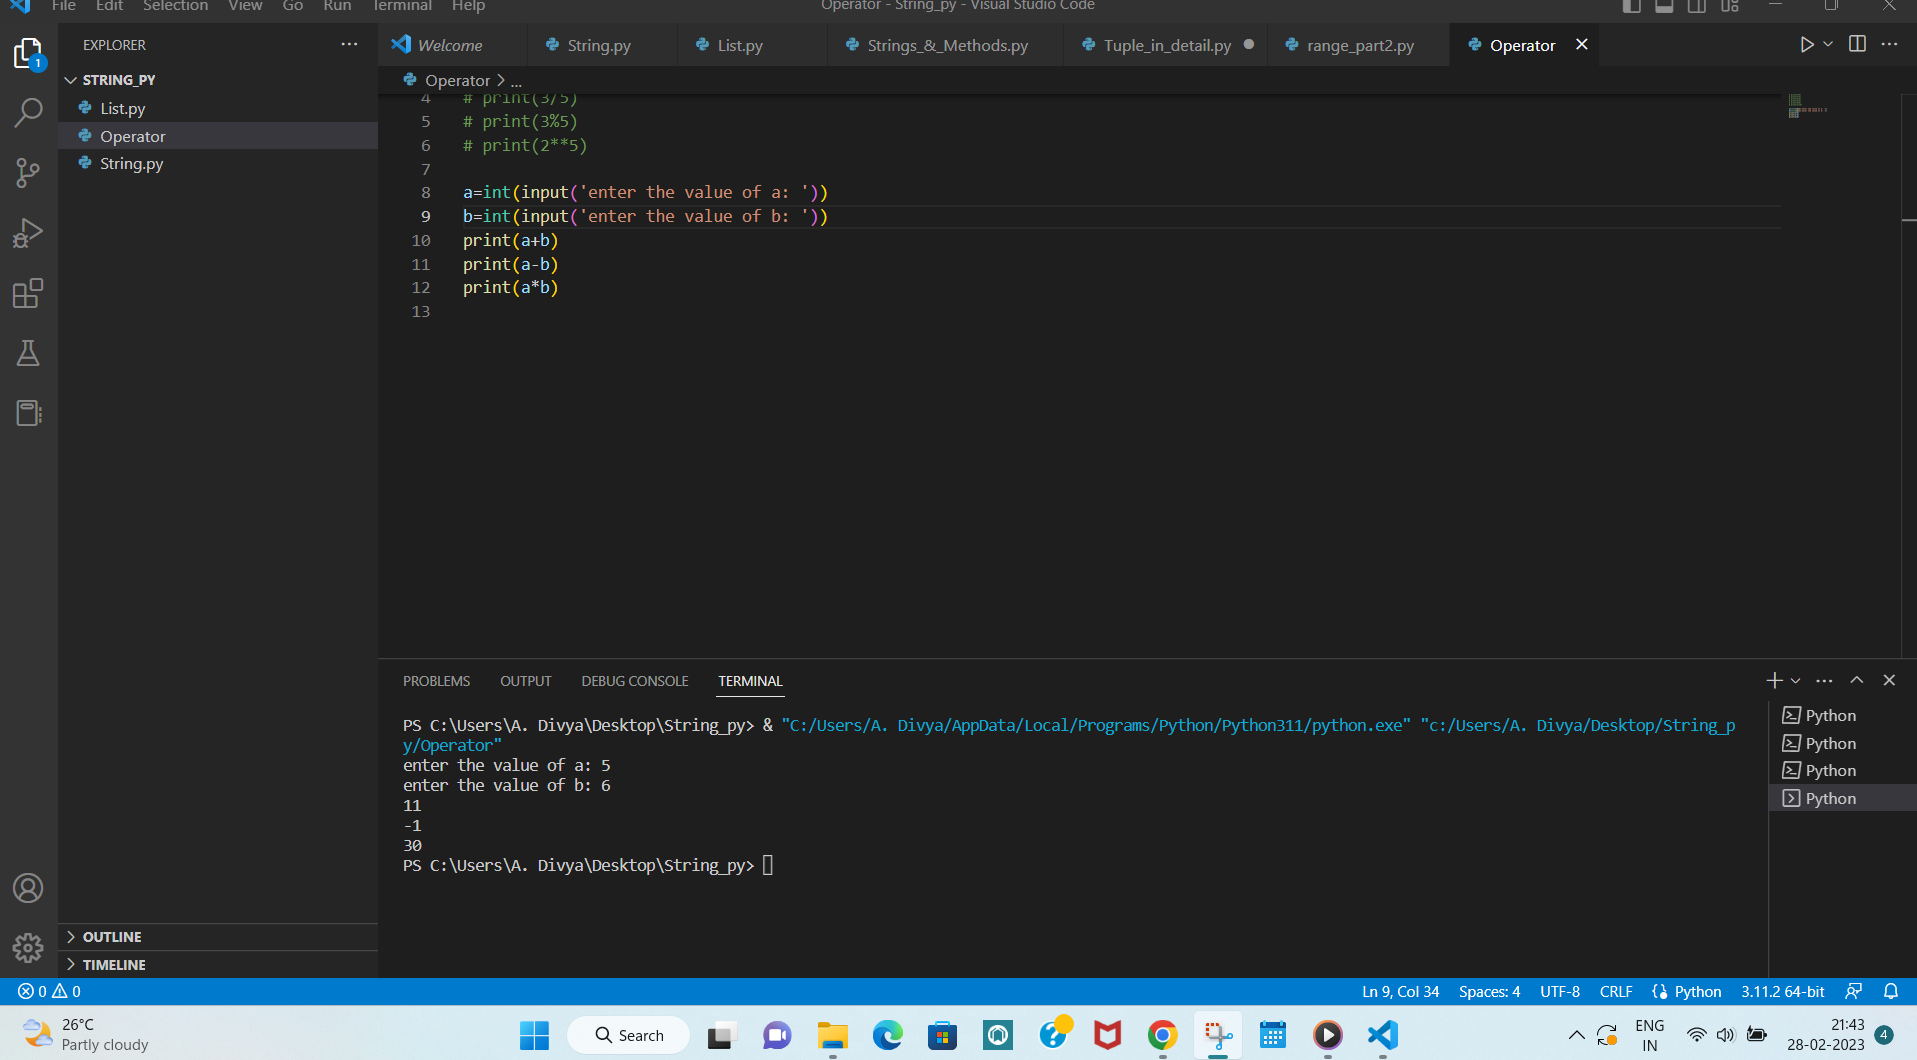 File Edit Selection View Go Run Terminal Help
Operator - String_py - Visual Studio Code
EXPLORER
Welcome String.py List.py Strings_&_Methods.py Tuple_in_detail.py range_part2.py Operator
1
STRING_PY
List.py
Operator
String.py
Operator > ...
4 # print(3/5)
5 # print(3%5)
6 # print(2**5)
7
8 a=int(input('enter the value of a: '))
9 b=int(input('enter the value of b: '))
10 print(a+b)
11 print(a-b)
12 print(a*b)
13
PROBLEMS OUTPUT DEBUG CONSOLE TERMINAL
PS C:\Users\A. Divya\Desktop\String_py> & "C:/Users/A. Divya/AppData/Local/Programs/Python/Python311/python.exe" "c:/Users/A. Divya/Desktop/String_p
y/Operator"
enter the value of a: 5
enter the value of b: 6
11
-1
30
PS C:\Users\A. Divya\Desktop\String_py>
Python
Python
Python
Python
OUTLINE
TIMELINE
0 0
Ln 9, Col 34 Spaces: 4 UTF-8 CRLF Python 3.11.2 64-bit
26°C
Partly cloudy
Search
ENG
IN
21:43
28-02-2023
4